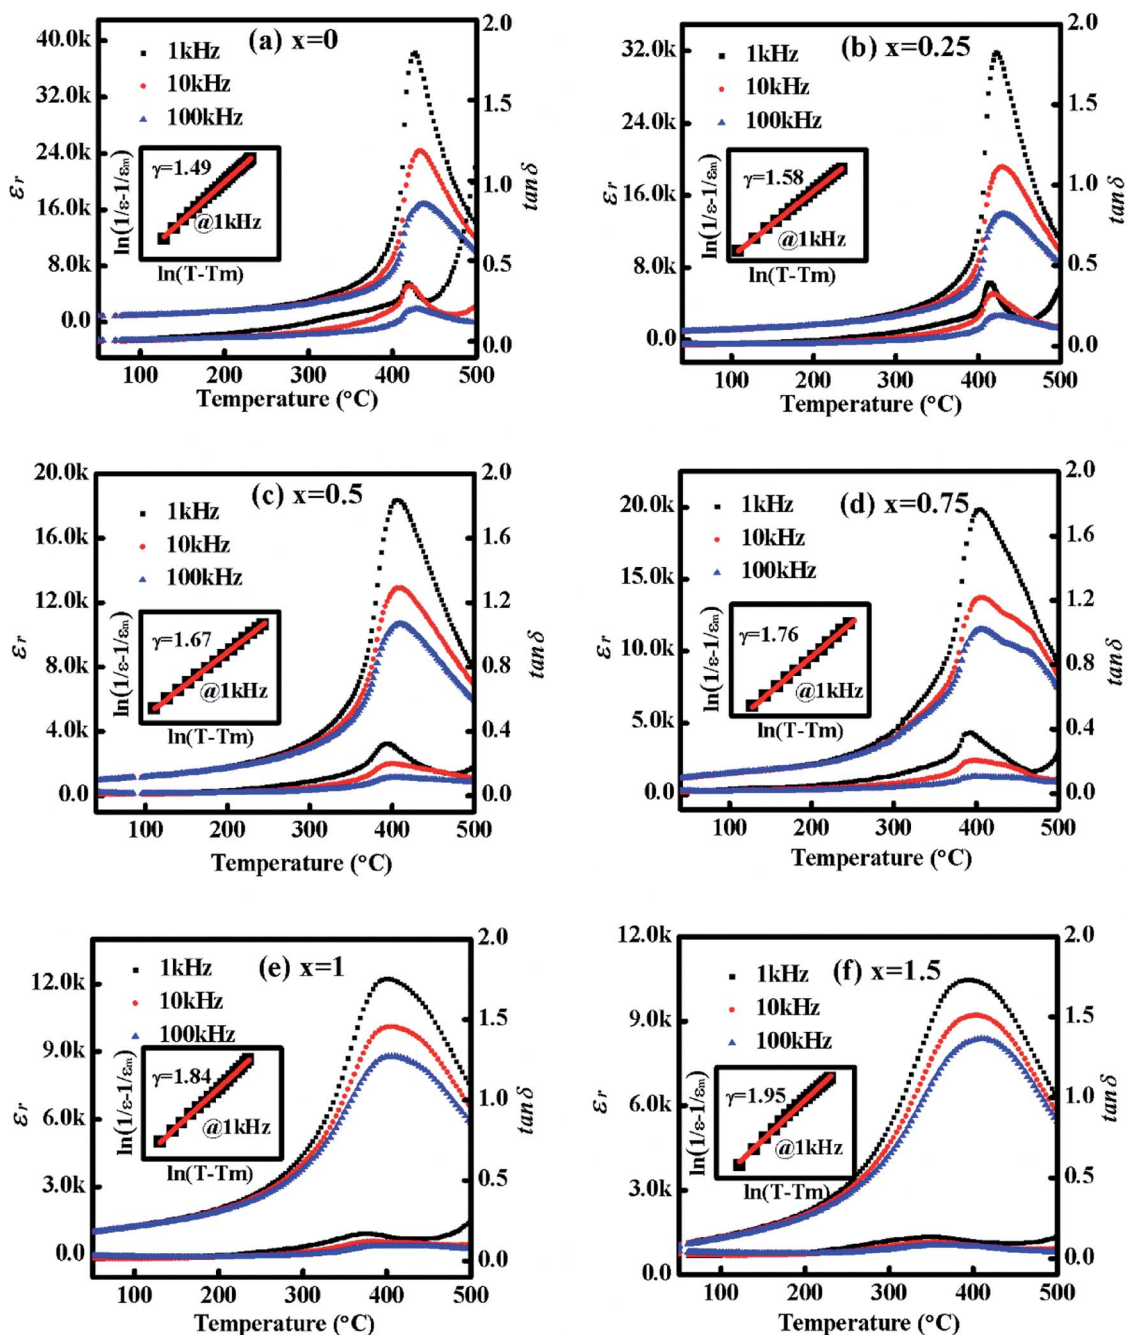 (a) x=0
1kHz
10kHz
100kHz
40.0k
32.0k
24.0k
16.0k
8.0k
0.0
εr
2.0
1.5
1.0
0.5
0.0
tanδ
γ=1.49
@1kHz
ln(1/ε-1/εm)
ln(T-Tm)
100 200 300 400 500
Temperature (°C)
(b) x=0.25
1kHz
10kHz
100kHz
32.0k
24.0k
16.0k
8.0k
0.0
εr
2.0
1.5
1.0
0.5
0.0
tanδ
γ=1.58
@1kHz
ln(1/ε-1/εm)
ln(T-Tm)
100 200 300 400 500
Temperature (°C)
(c) x=0.5
1kHz
10kHz
100kHz
20.0k
16.0k
12.0k
8.0k
4.0k
0.0
εr
2.0
1.6
1.2
0.8
0.4
0.0
tanδ
γ=1.67
@1kHz
ln(1/ε-1/εm)
ln(T-Tm)
100 200 300 400 500
Temperature (°C)
(d) x=0.75
1kHz
10kHz
100kHz
20.0k
15.0k
10.0k
5.0k
0.0
εr
2.0
1.6
1.2
0.8
0.4
0.0
tanδ
γ=1.76
@1kHz
ln(1/ε-1/εm)
ln(T-Tm)
100 200 300 400 500
Temperature (°C)
(e) x=1
1kHz
10kHz
100kHz
12.0k
9.0k
6.0k
3.0k
0.0
εr
2.0
1.5
1.0
0.5
0.0
tanδ
γ=1.84
@1kHz
ln(1/ε-1/εm)
ln(T-Tm)
100 200 300 400 500
Temperature (°C)
(f) x=1.5
1kHz
10kHz
100kHz
12.0k
9.0k
6.0k
3.0k
0.0
εr
2.0
1.5
1.0
0.5
0.0
tanδ
γ=1.95
@1kHz
ln(1/ε-1/εm)
ln(T-Tm)
100 200 300 400 500
Temperature (°C)